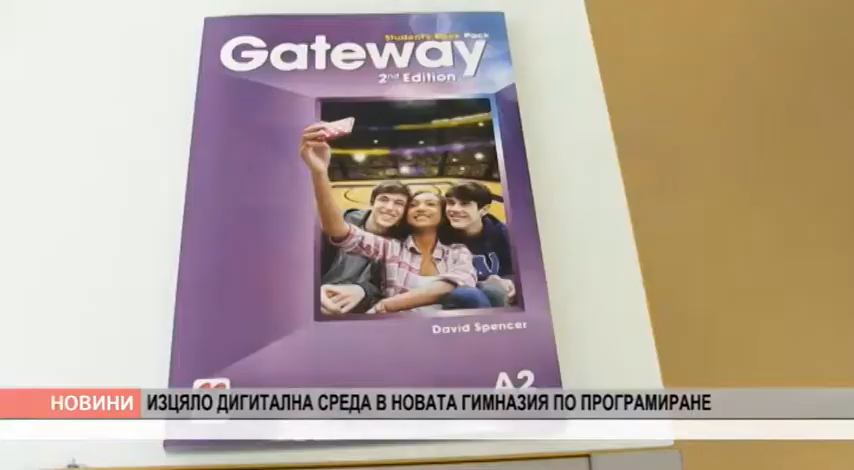 Student's Book Pack
Gateway
2nd Edition
David Spencer
A2
НОВИНИ
ИЗЦЯЛО ДИГИТАЛНА СРЕДА В НОВАТА ГИМНАЗИЯ ПО ПРОГРАМИРАНЕ